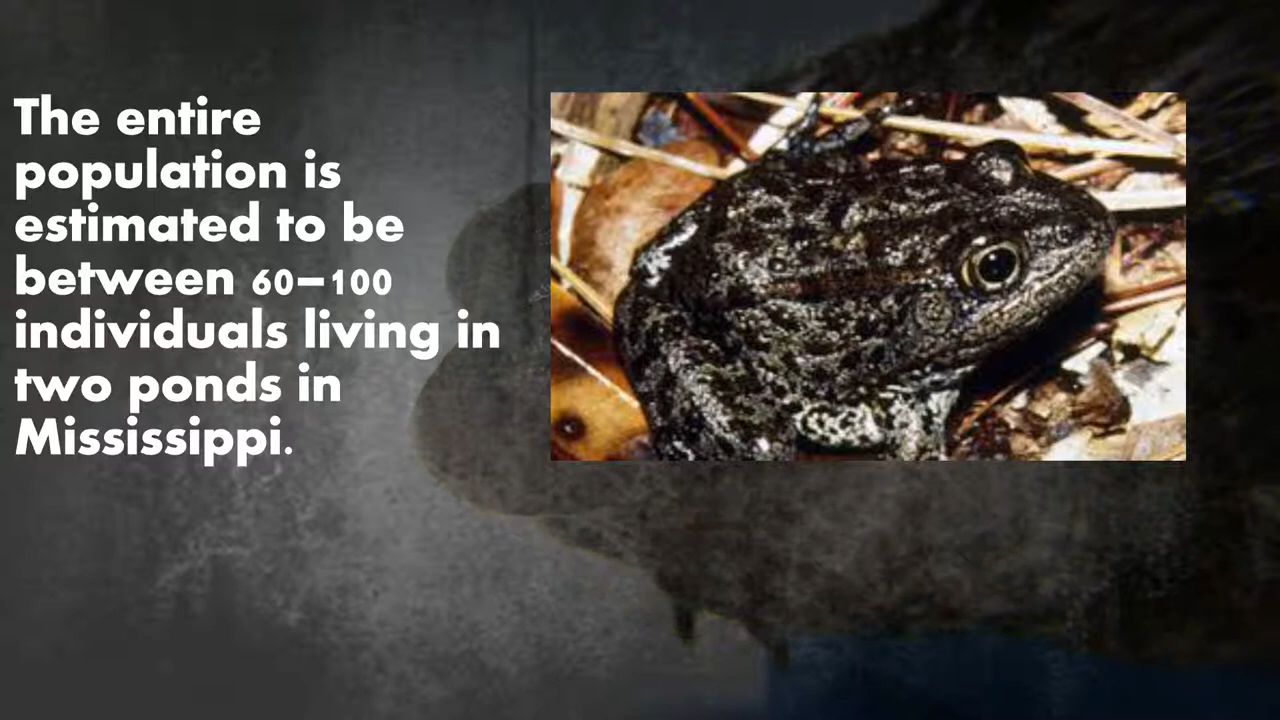 The entire
population is
estimated to be
between 60–100
individuals living in
two ponds in
Mississippi.